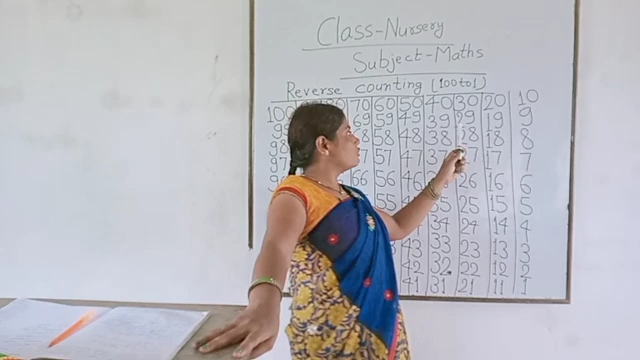 Class-Nursery
Subject-Maths
Reverse counting (100 to 1)
100 70 60 50 40 30 20 10
99 69 59 49 39 29 19 9
98 58 48 38 28 18 8
97 57 47 37 17 7
66 56 46 26 16 6
55 35 25 15 5
34 24 14 4
43 33 23 13 3
42 32 22 12 2
41 31 21 11 1